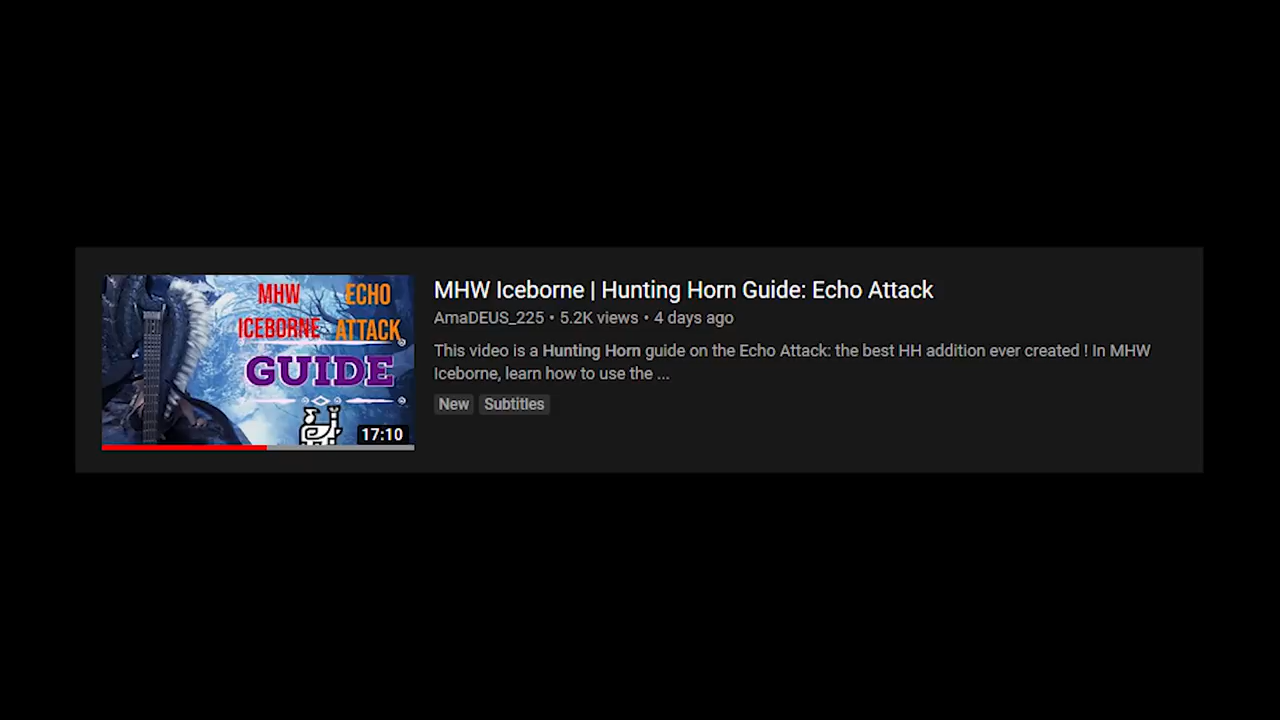 MHW ECHO
ICEBORNE ATTACK
GUIDE
17:10
MHW Iceborne | Hunting Horn Guide: Echo Attack
AmaDEUS_225 • 5.2K views • 4 days ago
This video is a Hunting Horn guide on the Echo Attack: the best HH addition ever created ! In MHW
Iceborne, learn how to use the ...
New Subtitles